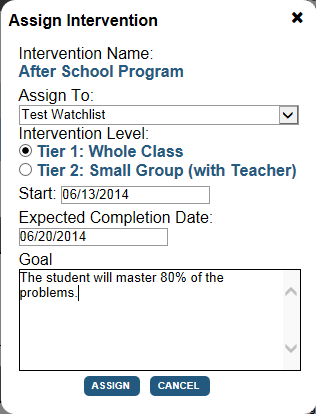 Assign Intervention
Intervention Name:
After School Program
Assign To:
Test Watchlist
Intervention Level:
Tier 1: Whole Class
Tier 2: Small Group (with Teacher)
Start: 06/13/2014
Expected Completion Date:
06/20/2014
Goal
The student will master 80% of the
problems.
ASSIGN CANCEL